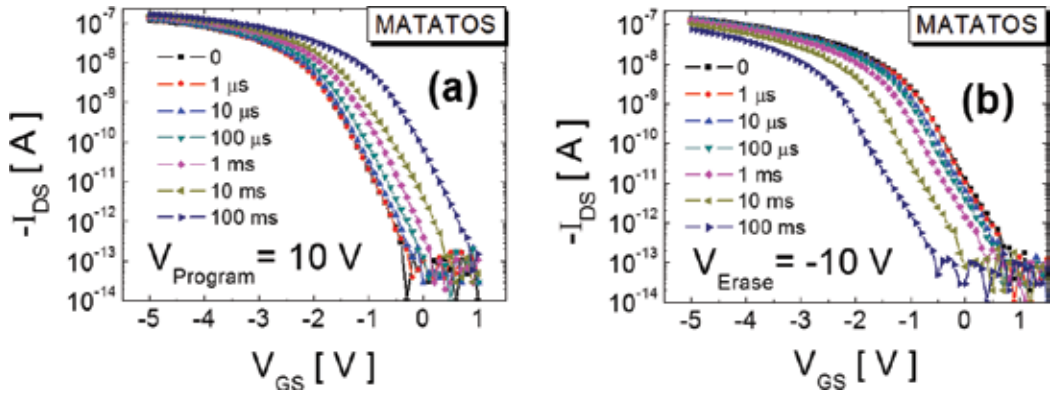 MATATOS
(a)
0
1 μs
10 μs
100 μs
1 ms
10 ms
100 ms
V_Program = 10 V
-I_DS [ A ]
10^-7
10^-8
10^-9
10^-10
10^-11
10^-12
10^-13
10^-14
-5 -4 -3 -2 -1 0 1
V_GS [ V ]
MATATOS
(b)
0
1 μs
10 μs
100 μs
1 ms
10 ms
100 ms
V_Erase = -10 V
-I_DS [ A ]
10^-7
10^-8
10^-9
10^-10
10^-11
10^-12
10^-13
10^-14
-5 -4 -3 -2 -1 0 1
V_GS [ V ]